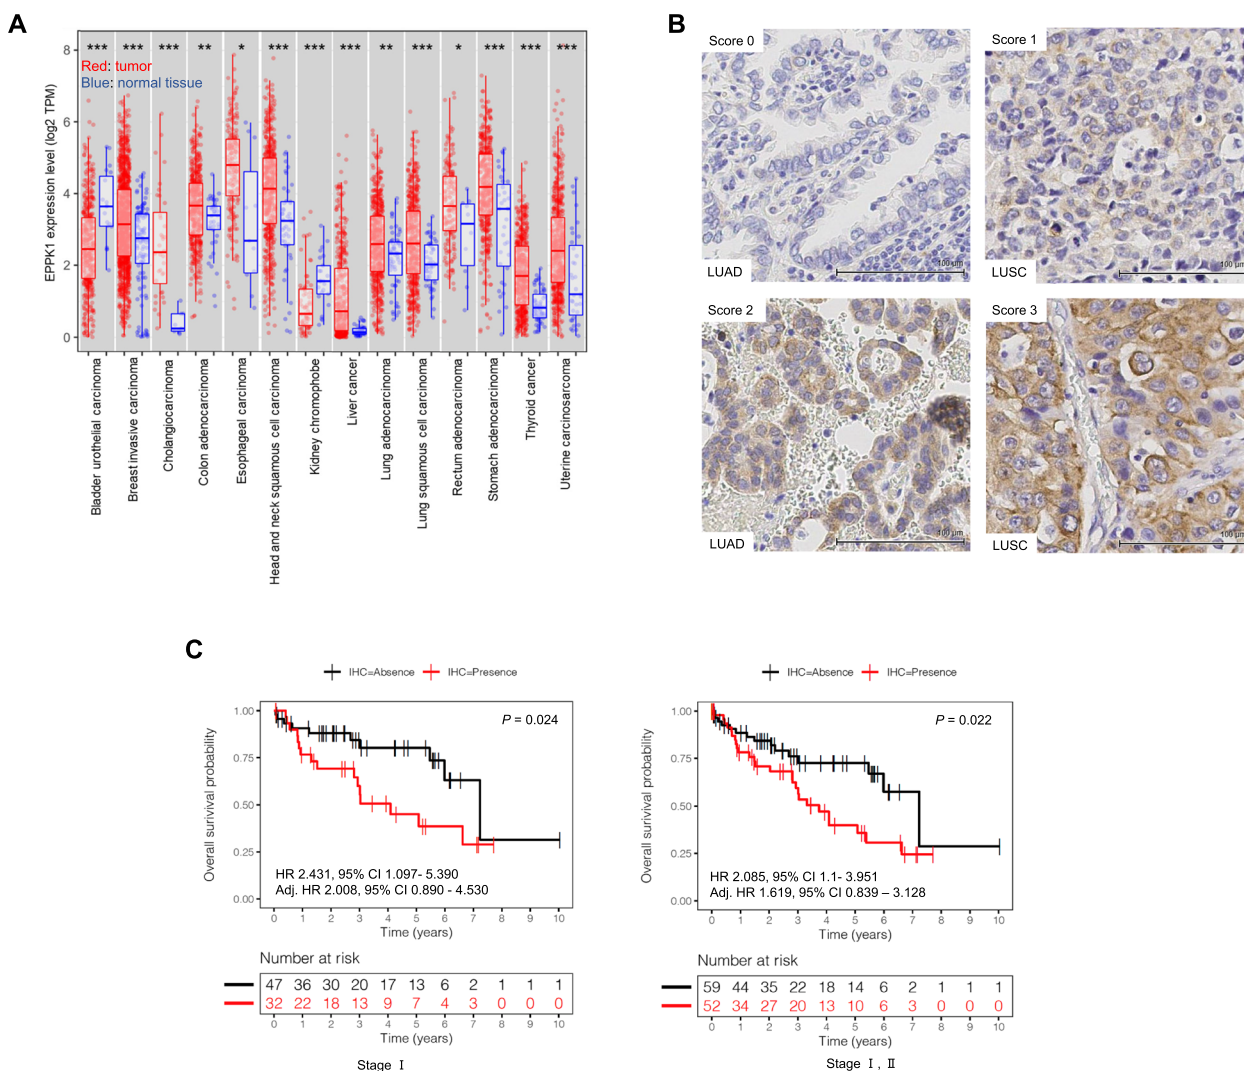 A
EPPK1 expression level (log2 TPM)
8
6
4
2
0
*** *** *** ** * *** *** *** ** *** * *** *** ***
Red: tumor
Blue: normal tissue
Bladder urothelial carcinoma
Breast invasive carcinoma
Cholangiocarcinoma
Colon adenocarcinoma
Esophageal carcinoma
Head and neck squamous cell carcinoma
Kidney chromophobe
Liver cancer
Lung adenocarcinoma
Lung squamous cell carcinoma
Rectum adenocarcinoma
Stomach adenocarcinoma
Thyroid cancer
Uterine carcinosarcoma
B
Score 0
LUAD
100 µm
Score 1
LUSC
100 µm
Score 2
LUAD
100 µm
Score 3
LUSC
100 µm
C
IHC=Absence IHC=Presence
Overall surival probability
1.00
0.75
0.50
0.25
0.00
P = 0.024
HR 2.431, 95% CI 1.097- 5.390
Adj. HR 2.008, 95% CI 0.890 - 4.530
0 1 2 3 4 5 6 7 8 9 10
Time (years)
Number at risk
47 36 30 20 17 13 6 2 1 1 1
32 22 18 13 9 7 4 3 0 0 0
0 1 2 3 4 5 6 7 8 9 10
Time (years)
Stage Ⅰ
IHC=Absence IHC=Presence
Overall surival probability
1.00
0.75
0.50
0.25
0.00
P = 0.022
HR 2.085, 95% CI 1.1- 3.951
Adj. HR 1.619, 95% CI 0.839 – 3.128
0 1 2 3 4 5 6 7 8 9 10
Time (years)
Number at risk
59 44 35 22 18 14 6 2 1 1 1
52 34 27 20 13 10 6 3 0 0 0
0 1 2 3 4 5 6 7 8 9 10
Time (years)
Stage Ⅰ, Ⅱ